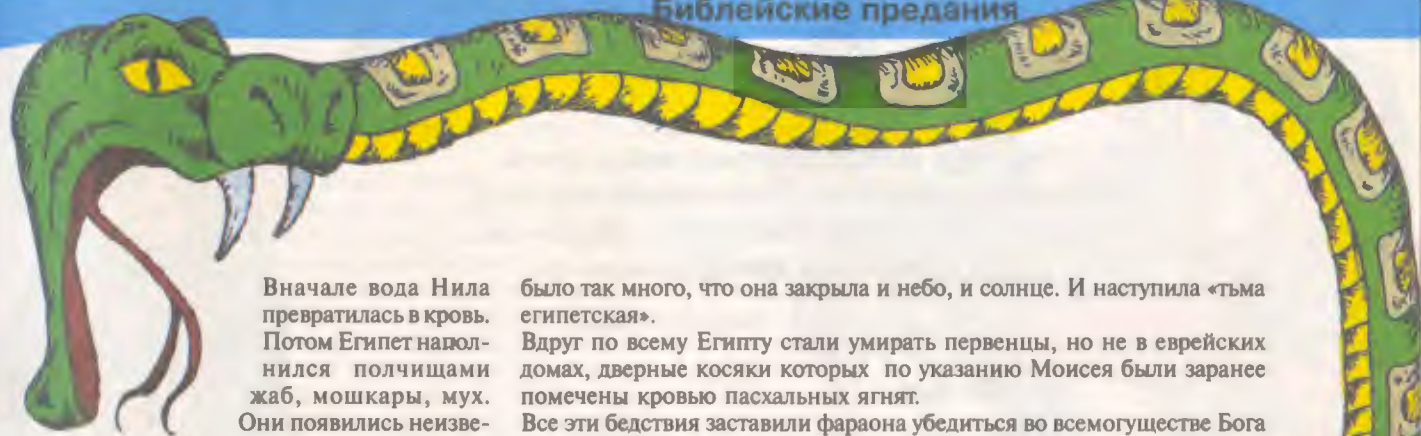 Библейские предания
Вначале вода Нила
превратилась в кровь.
Потом Египет напол-
нился полчищами
жаб, мошкары, мух.
Они появились неизве-
было так много, что она закрыла и небо, и солнце. И наступила «тьма
египетская».
Вдруг по всему Египту стали умирать первенцы, но не в еврейских
домах, дверные косяки которых по указанию Моисея были заранее
помечены кровью пасхальных ягнят.
Все эти бедствия заставили фараона убедиться во всемогуществе Бога